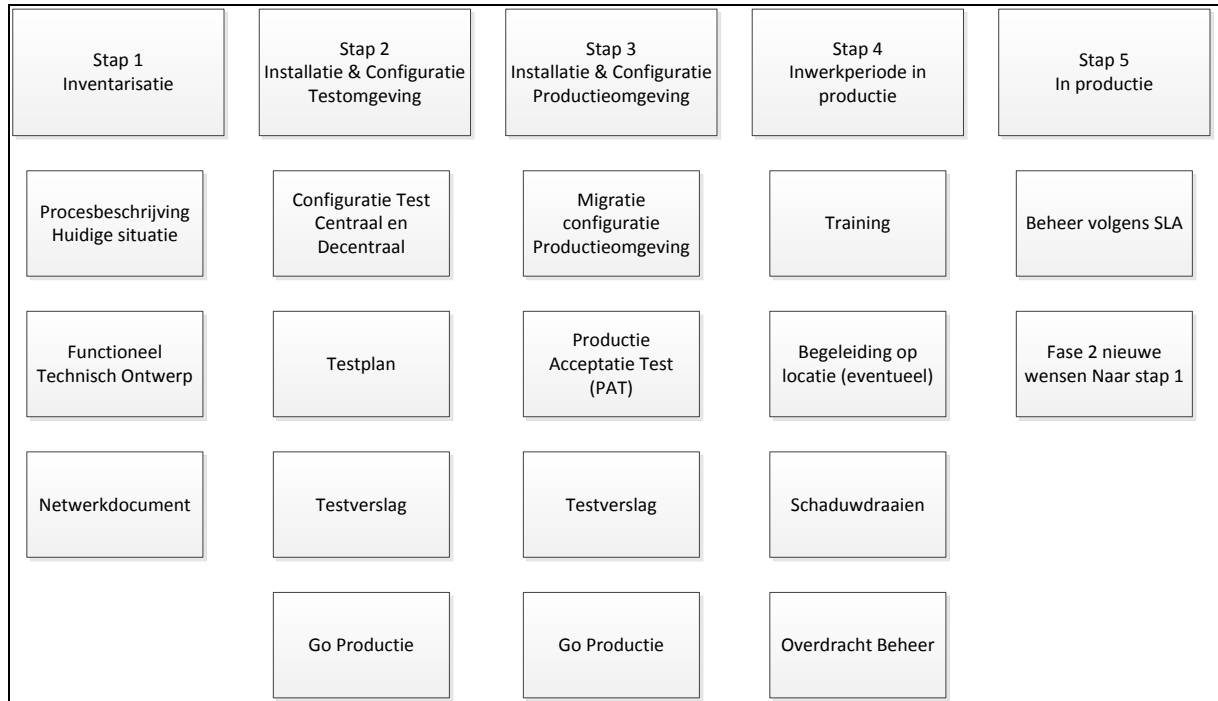 Stap 1
Inventarisatie
Stap 2
Installatie & Configuratie
Testomgeving
Stap 3
Installatie & Configuratie
Productieomgeving
Stap 4
Inwerkperiode in
productie
Stap 5
In productie
Procesbeschrijving
Huidige situatie
Configuratie Test
Centraal en
Decentraal
Migratie
configuratie
Productieomgeving
Training
Beheer volgens SLA
Functioneel
Technisch Ontwerp
Testplan
Productie
Acceptatie Test
(PAT)
Begeleiding op
locatie (eventueel)
Fase 2 nieuwe
wensen Naar stap 1
Netwerkdocument
Testverslag
Testverslag
Schaduwdraaien
Go Productie
Go Productie
Overdracht Beheer